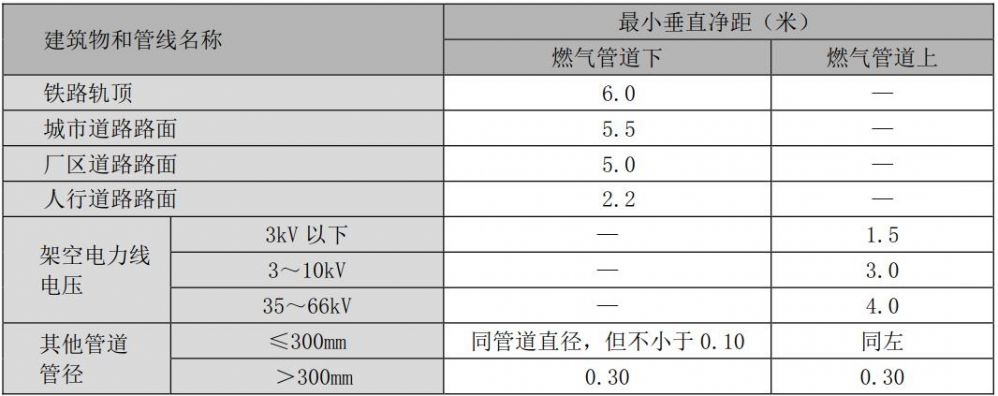 建筑物和管线名称 最小垂直净距（米）
燃气管道下 燃气管道上
铁路轨顶 6.0 —
城市道路路面 5.5 —
厂区道路路面 5.0 —
人行道路路面 2.2 —
架空电力线
电压
3kV 以下 — 1.5
3～10kV — 3.0
35～66kV — 4.0
其他管道
管径
≤300mm 同管道直径，但不小于 0.10 同左
＞300mm 0.30 0.30